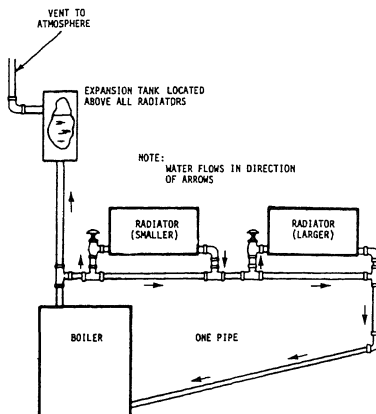 VENT TO
ATMOSPHERE
EXPANSION TANK LOCATED
ABOVE ALL RADIATORS
NOTE:
WATER FLOWS IN DIRECTION
OF ARROWS
RADIATOR
(SMALLER)
RADIATOR
(LARGER)
BOILER
ONE PIPE